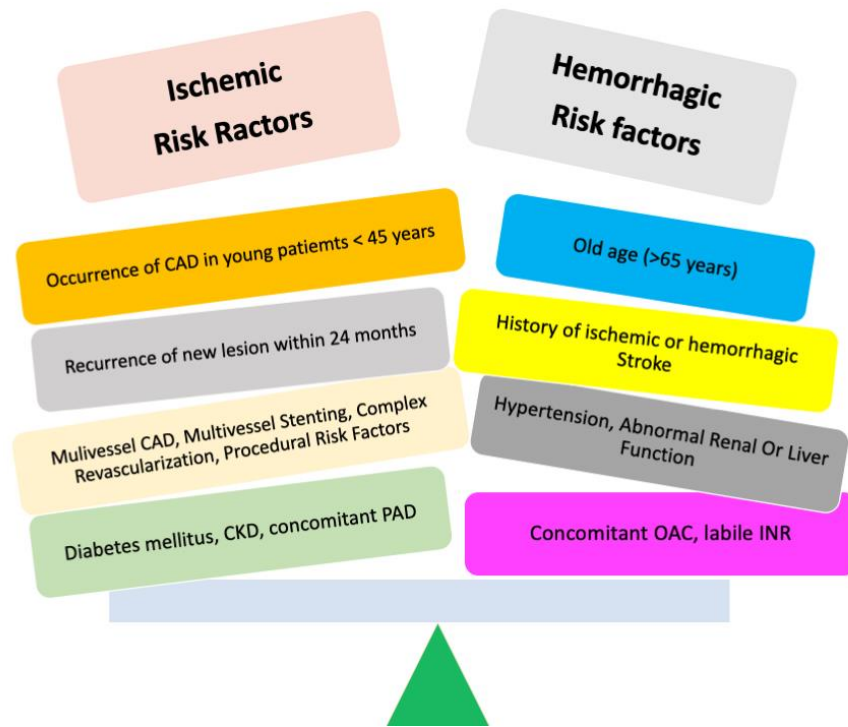 Ischemic
Risk Ractors
Occurrence of CAD in young patiemts < 45 years
Recurrence of new lesion within 24 months
Mulivessel CAD, Multivessel Stenting, Complex
Revascularization, Procedural Risk Factors
Diabetes mellitus, CKD, concomitant PAD
Hemorrhagic
Risk factors
Old age (>65 years)
History of ischemic or hemorrhagic
Stroke
Hypertension, Abnormal Renal Or Liver
Function
Concomitant OAC, labile INR